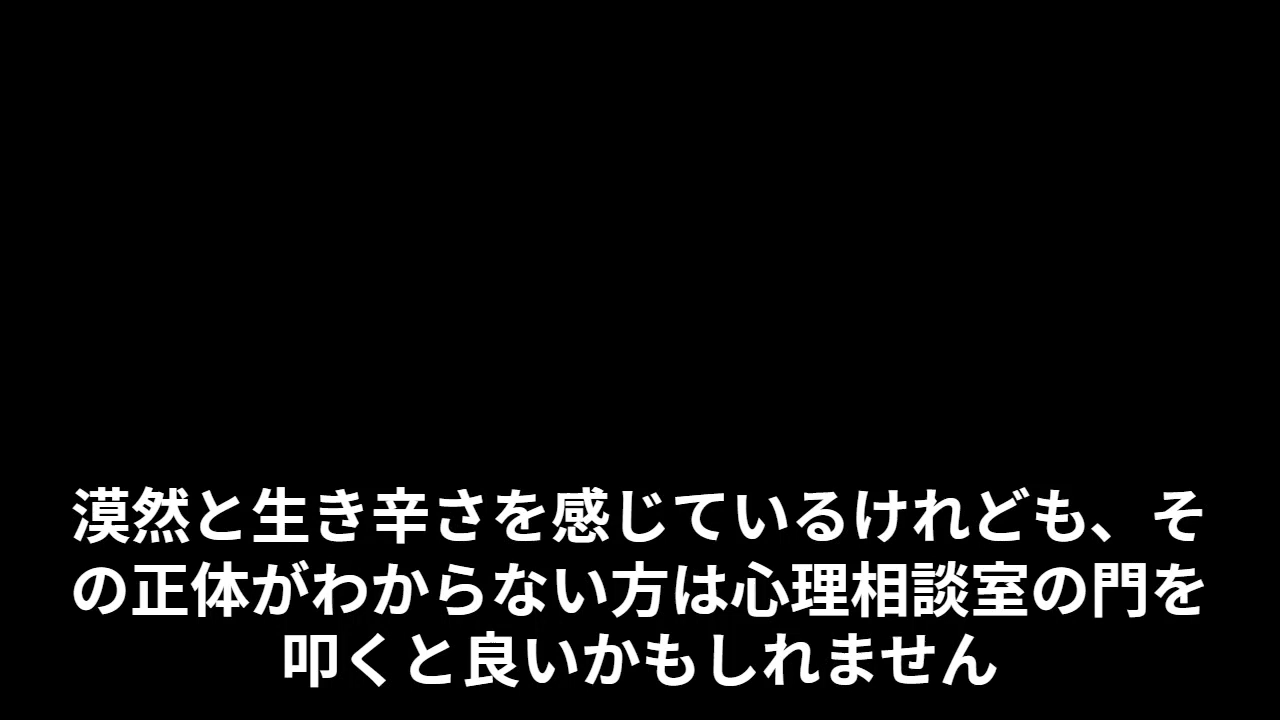 漠然と生き辛さを感じているけれども、そ
の正体がわからない方は心理相談室の門を
叩くと良いかもしれません